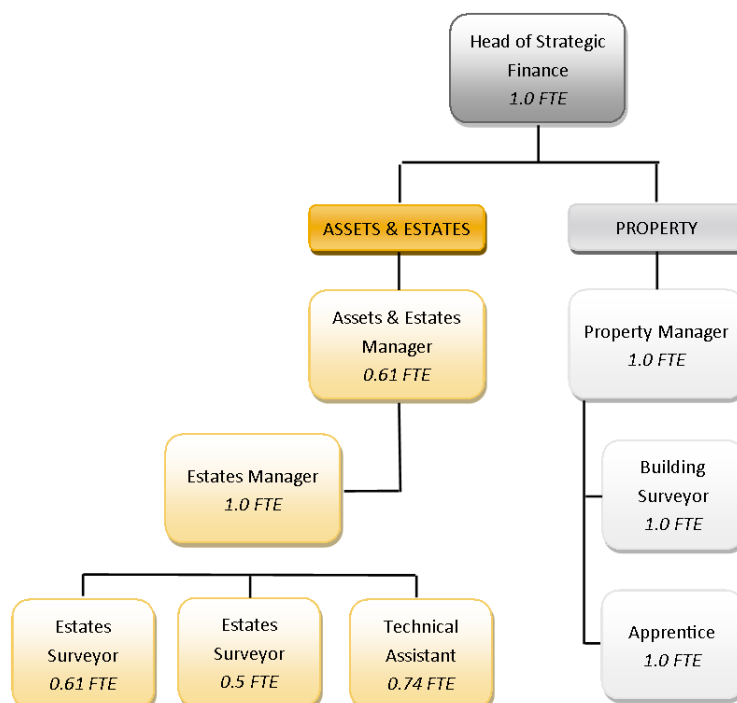 Head of Strategic
Finance
1.0 FTE
ASSETS & ESTATES
PROPERTY
Assets & Estates
Manager
0.61 FTE
Property Manager
1.0 FTE
Estates Manager
1.0 FTE
Building
Surveyor
1.0 FTE
Estates
Surveyor
0.61 FTE
Estates
Surveyor
0.5 FTE
Technical
Assistant
0.74 FTE
Apprentice
1.0 FTE